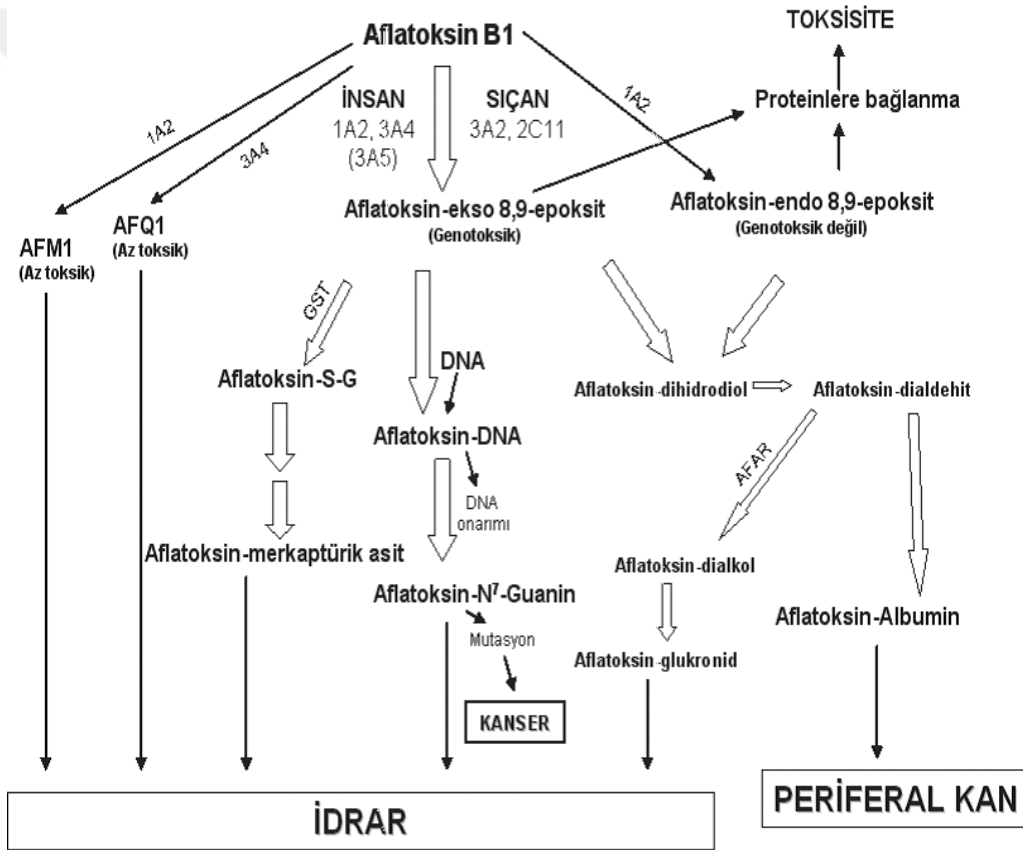 TOKSİSİTE
Aflatoksin B1
Proteinlere bağlanma
1A2
3A4
İNSAN
1A2, 3A4
(3A5)
SIÇAN
3A2, 2C11
1A2
Aflatoksin-ekso 8,9-epoksit
(Genotoksik)
Aflatoksin-endo 8,9-epoksit
(Genotoksik değil)
AFM1
(Az toksik)
AFQ1
(Az toksik)
GST
DNA
Aflatoksin-S-G
Aflatoksin-dihidrodiol
Aflatoksin-dialdehit
Aflatoksin-DNA
AFAR
DNA
onarımı
Aflatoksin-merkaptürik asit
Aflatoksin-dialkol
Aflatoksin-N⁷-Guanin
Aflatoksin-Albumin
Mutasyon
Aflatoksin-glukronid
KANSER
İDRAR
PERİFERAL KAN